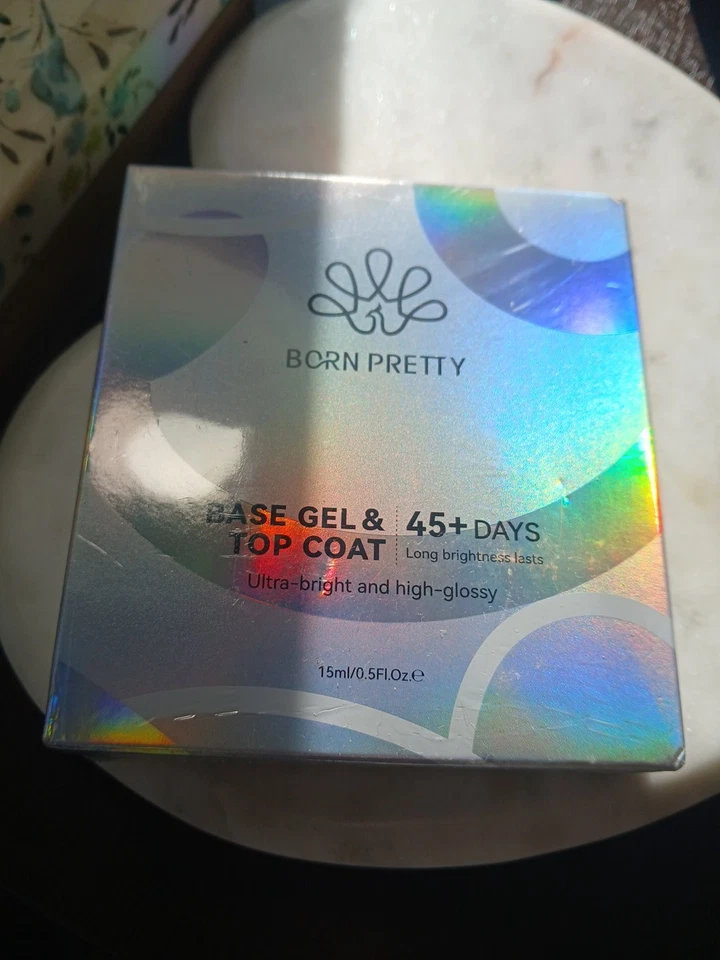 BORN PRETTY
BASE GEL &
TOP COAT
45+ DAYS
Long brightness lasts
Ultra-bright and high-glossy
15ml/0.5Fl.Oz.℮